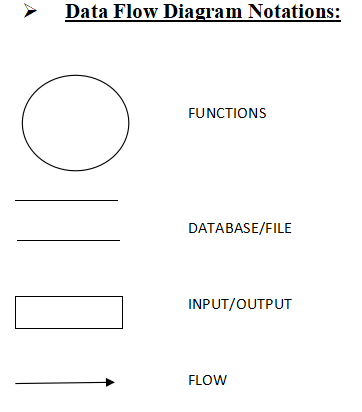 Data Flow Diagram Notations:
FUNCTIONS
DATABASE/FILE
INPUT/OUTPUT
FLOW